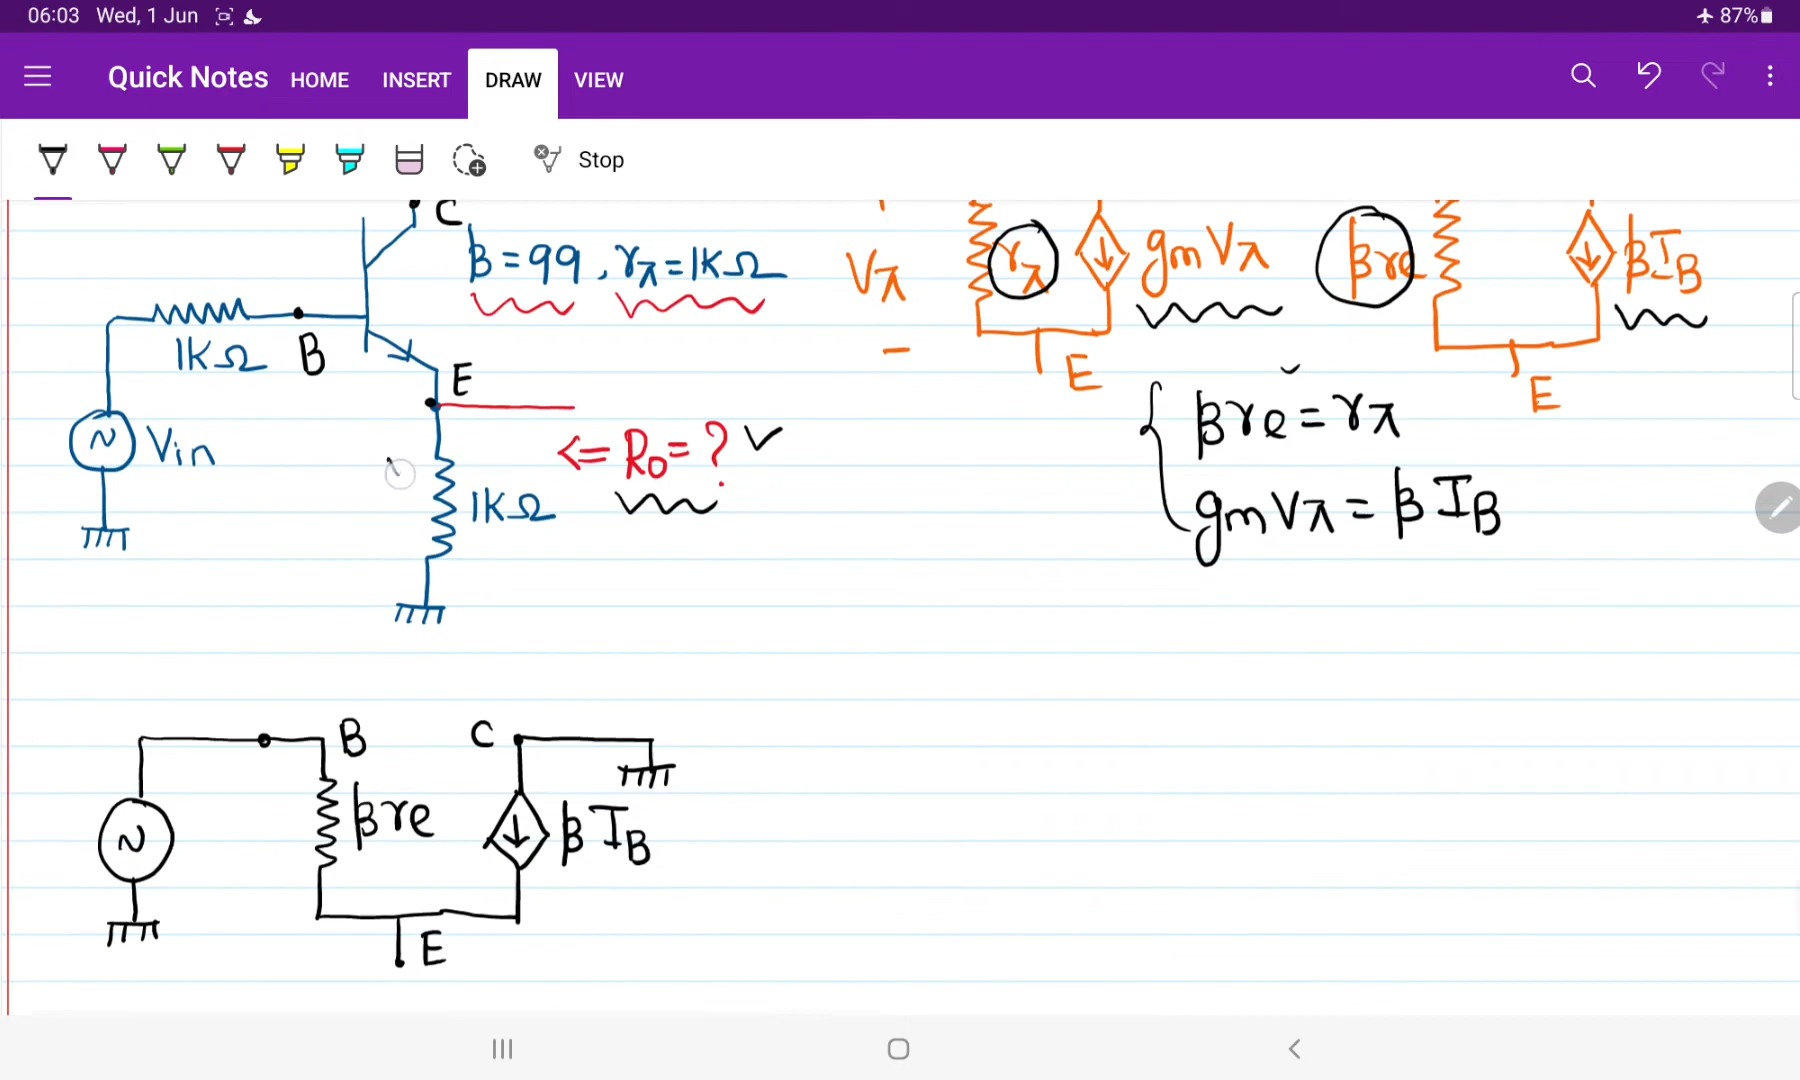 06:03 Wed, 1 Jun 87%
Quick Notes HOME INSERT DRAW VIEW
Stop
C
β = 99 , rπ = 1KΩ
1KΩ B
E
Vin
<= Ro = ? ✓
1KΩ
Vπ
-
rπ gmVπ
E
βre βIB
E
βre = rπ
gmVπ = βIB
B C
βre βIB
E